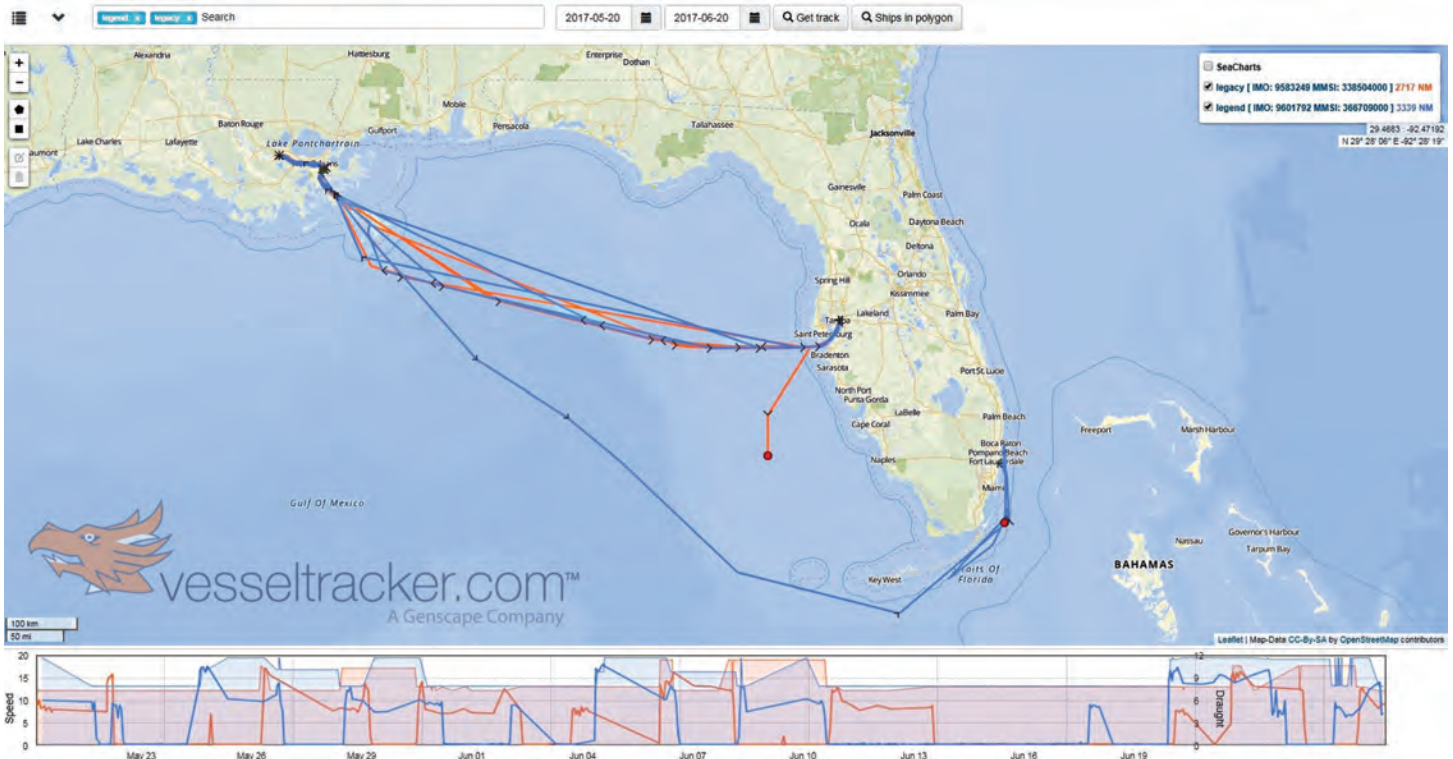 legend x legacy x Search 2017-05-20 2017-06-20 Get track Ships in polygon
+
−
SeaCharts
legacy [ IMO: 9583249 MMSI: 338504000 ] 2717 NM
legend [ IMO: 9601792 MMSI: 366709000 ] 3339 NM
29.4683 : -92.47192
N 29° 28' 06" E -92° 28' 19"
Alexandria
Hattiesburg
Enterprise
Dothan
Mobile
Baton Rouge
Gulfport
Pensacola
Tallahassee
Jacksonville
Lake Charles
Lafayette
Lake Pontchartrain
aumont
Gainesville
Palm Coast
Ocala
Daytona Beach
Deltona
Spring Hill
Orlando
Kissimmee
Tampa
Lakeland
Palm Bay
Saint Petersburg
Bradenton
Sarasota
North Port
Punta Gorda
Port St. Lucie
LaBelle
Cape Coral
Palm Beach
Boca Raton
Pompano Beach
Fort Lauderdale
Naples
Miami
Freeport
Marsh Harbour
Gulf Of Mexico
Key West
Straits Of
Florida
Nassau
Governor's Harbour
Tarpum Bay
BAHAMAS
vesseltracker.com™
A Genscape Company
100 km
50 mi
Leaflet | Map-Data CC-By-SA by OpenStreetMap contributors
Speed
20
15
10
5
0
Draught
12
9
6
3
0
May 23 May 26 May 29 Jun 01 Jun 04 Jun 07 Jun 10 Jun 13 Jun 16 Jun 19